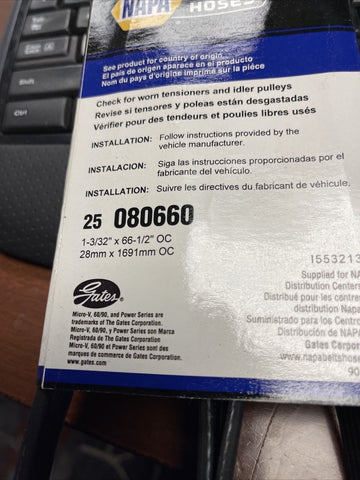 NAPA
HOSES
See product for country of origin.
El país de origen aparece en el producto
Nom du pays d'origine imprimé sur la pièce
Check for worn tensioners and idler pulleys
Revise si tensores y poleas están desgastadas
Vérifier pour des tendeurs et poulies libres usés
INSTALLATION: Follow instructions provided by the
vehicle manufacturer.
INSTALACION: Siga las instrucciones proporcionadas por el
fabricante del vehículo.
INSTALLATION: Suivre les directives du fabricant de véhicule.
25 080660
1-3/32" x 66-1/2" OC
28mm x 1691mm OC
Gates®
Micro-V, 60/90, and Power Series are
trademarks of The Gates Corporation.
Micro-V, 60/90, y Power Series son Marca
Registrada de The Gates Corporation
Micro-V, 60/90 et Power Series sont des
marques de commerce de Gates Corporation.
www.gates.com
I553213
Supplied for NA
Distribution Centers
Distribué pour les centres
distribution Napa
Suministrado para los Centro
Distribución de NAPA
Gates Corpor
www.napabeltshose
90
Shift
Ctrl